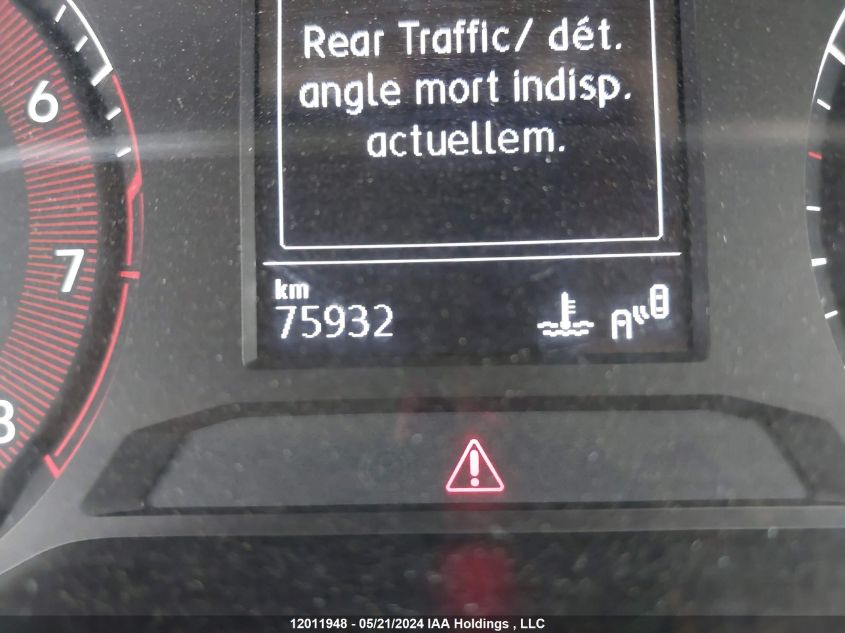 Rear Traffic/ dét.
angle mort indisp.
actuellem.
6
7
8
km
75932
12011948 - 05/21/2024 IAA Holdings , LLC